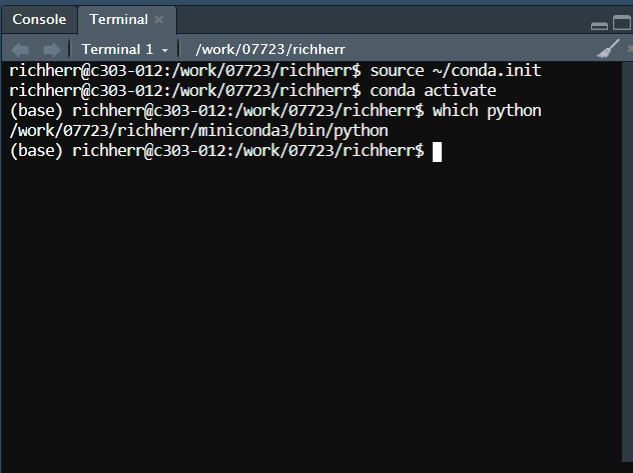 Console Terminal
Terminal 1 /work/07723/richherr
richherr@c303-012:/work/07723/richherr$ source ~/conda.init
richherr@c303-012:/work/07723/richherr$ conda activate
(base) richherr@c303-012:/work/07723/richherr$ which python
/work/07723/richherr/miniconda3/bin/python
(base) richherr@c303-012:/work/07723/richherr$